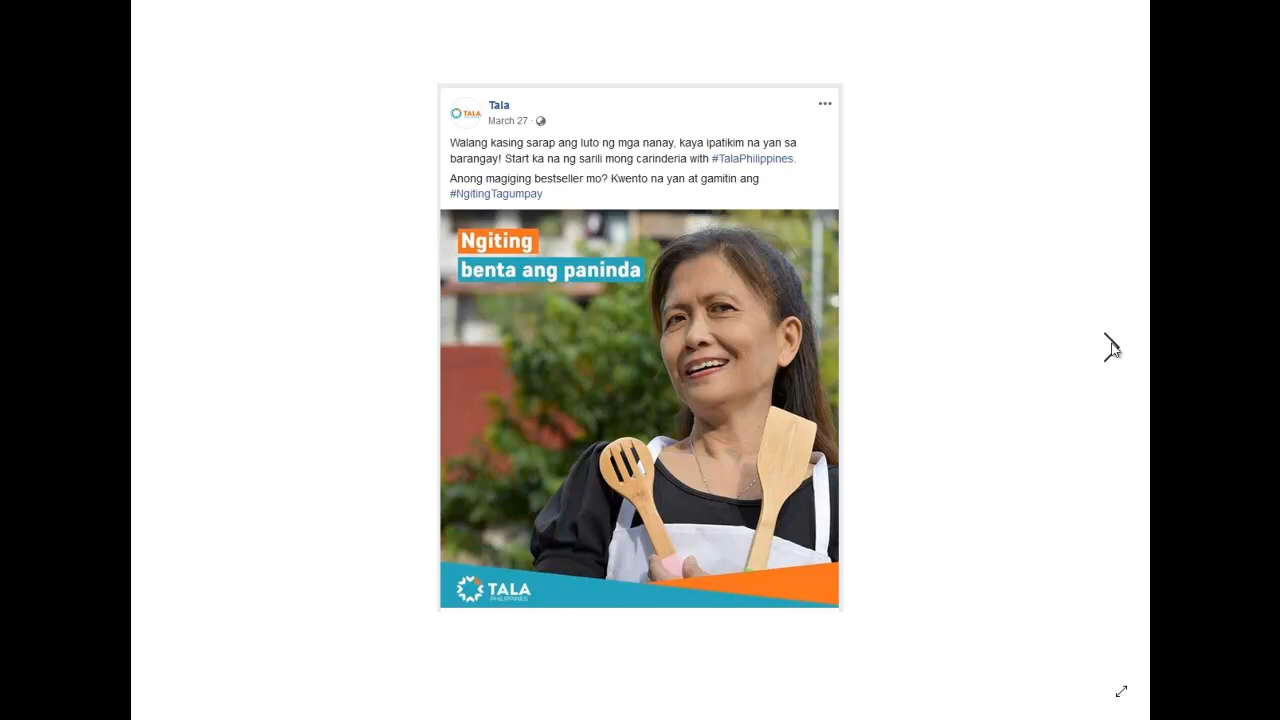 Tala
March 27 ·
Walang kasing sarap ang luto ng mga nanay, kaya ipatikim na yan sa
barangay! Start ka na ng sarili mong carinderia with #TalaPhilippines.
Anong magiging bestseller mo? Kwento na yan at gamitin ang
#NgitingTagumpay
Ngiting
benta ang paninda
TALA
PHILIPPINES